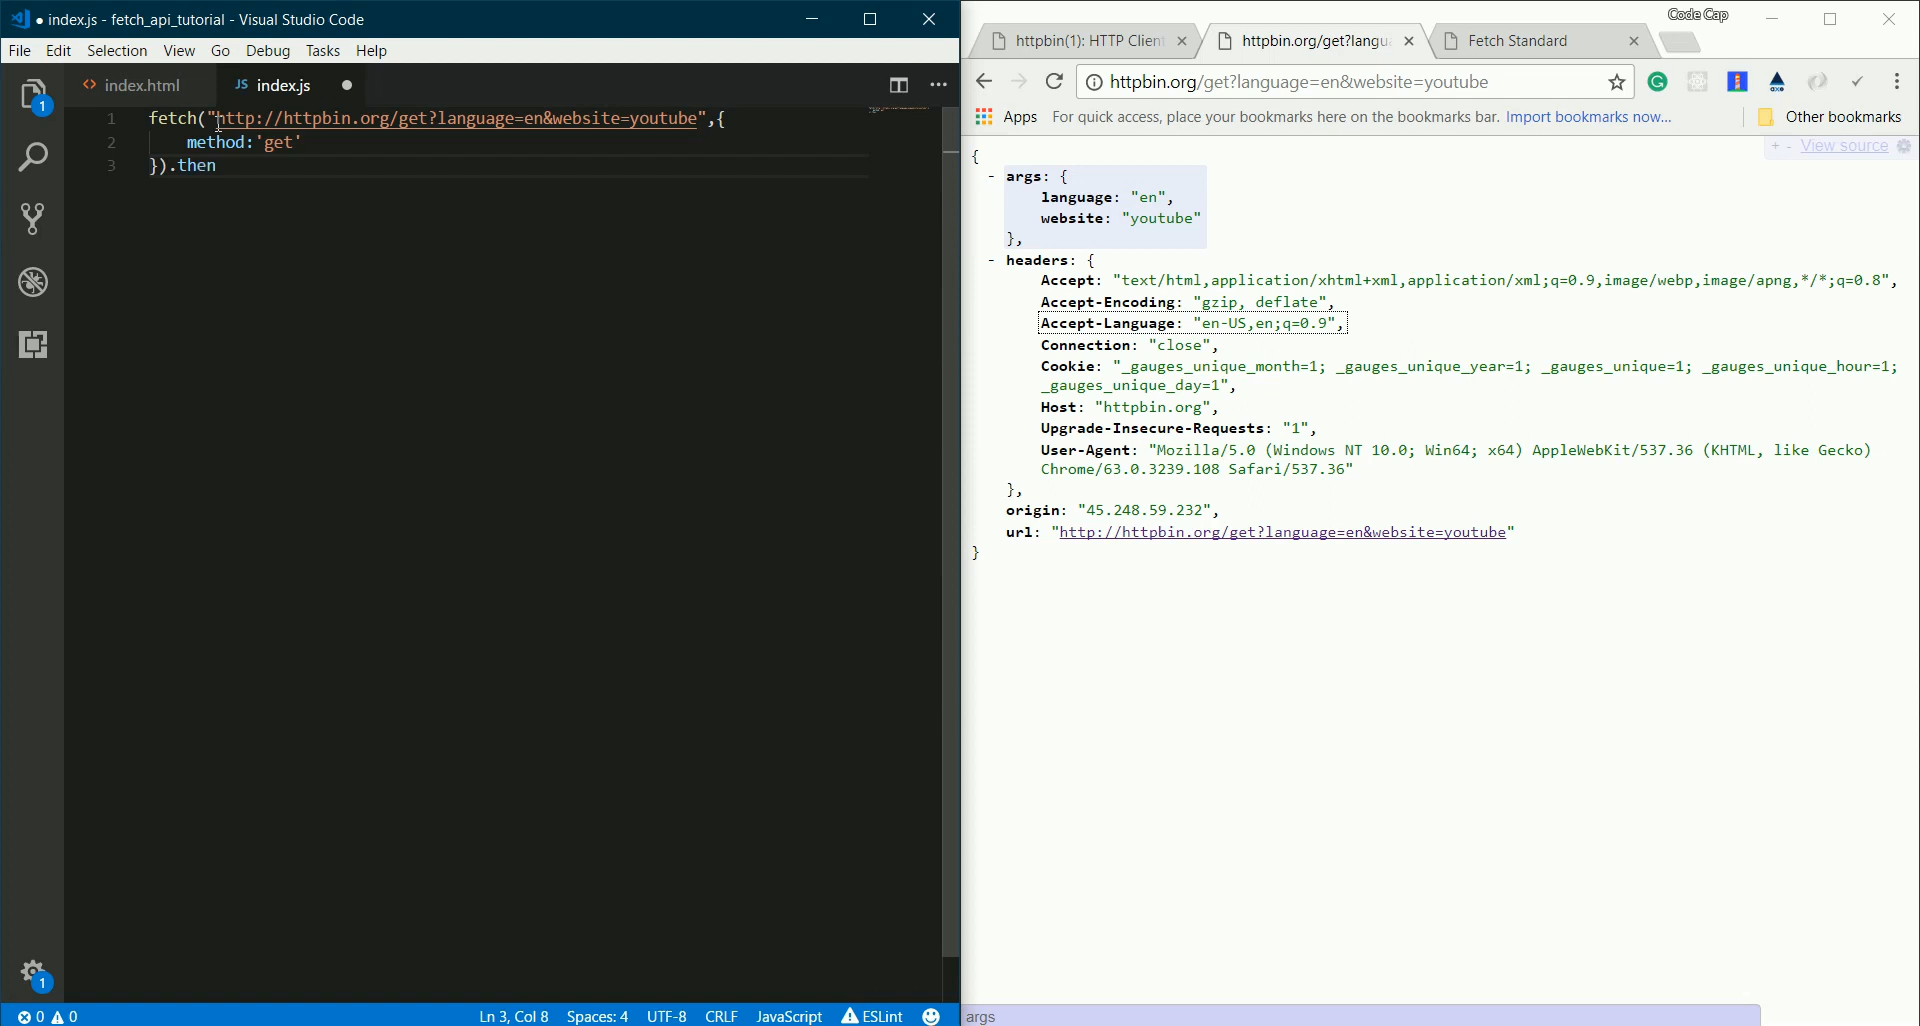 ● index.js - fetch_api_tutorial - Visual Studio Code
File Edit Selection View Go Debug Tasks Help
1
<> index.html
JS index.js ●
1 fetch("http://httpbin.org/get?language=en&website=youtube",{
2 method:'get'
3 }).then
1
0 0
Ln 3, Col 8 Spaces: 4 UTF-8 CRLF JavaScript ESLint
Code Cap
httpbin(1): HTTP Client
httpbin.org/get?langu
Fetch Standard
httpbin.org/get?language=en&website=youtube
Apps For quick access, place your bookmarks here on the bookmarks bar. Import bookmarks now... Other bookmarks
+ - View source
{
- args: {
language: "en",
website: "youtube"
},
- headers: {
Accept: "text/html,application/xhtml+xml,application/xml;q=0.9,image/webp,image/apng,*/*;q=0.8",
Accept-Encoding: "gzip, deflate",
Accept-Language: "en-US,en;q=0.9",
Connection: "close",
Cookie: "_gauges_unique_month=1; _gauges_unique_year=1; _gauges_unique=1; _gauges_unique_hour=1;
_gauges_unique_day=1",
Host: "httpbin.org",
Upgrade-Insecure-Requests: "1",
User-Agent: "Mozilla/5.0 (Windows NT 10.0; Win64; x64) AppleWebKit/537.36 (KHTML, like Gecko)
Chrome/63.0.3239.108 Safari/537.36"
},
origin: "45.248.59.232",
url: "http://httpbin.org/get?language=en&website=youtube"
}
args